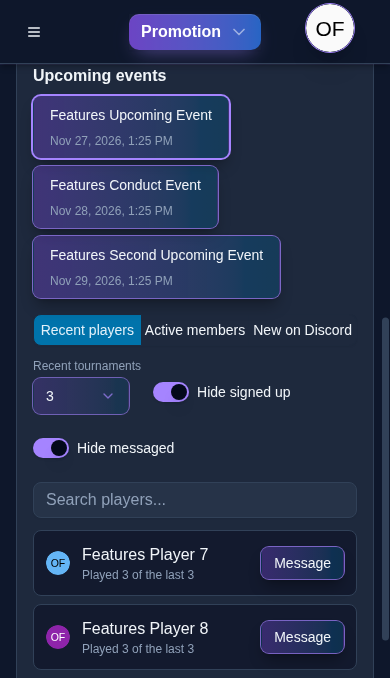 Promotion
OF
Upcoming events
Features Upcoming Event
Nov 27, 2026, 1:25 PM
Features Conduct Event
Nov 28, 2026, 1:25 PM
Features Second Upcoming Event
Nov 29, 2026, 1:25 PM
Recent players Active members New on Discord
Recent tournaments
3
Hide signed up
Hide messaged
Search players...
OF
Features Player 7
Played 3 of the last 3
Message
OF
Features Player 8
Played 3 of the last 3
Message